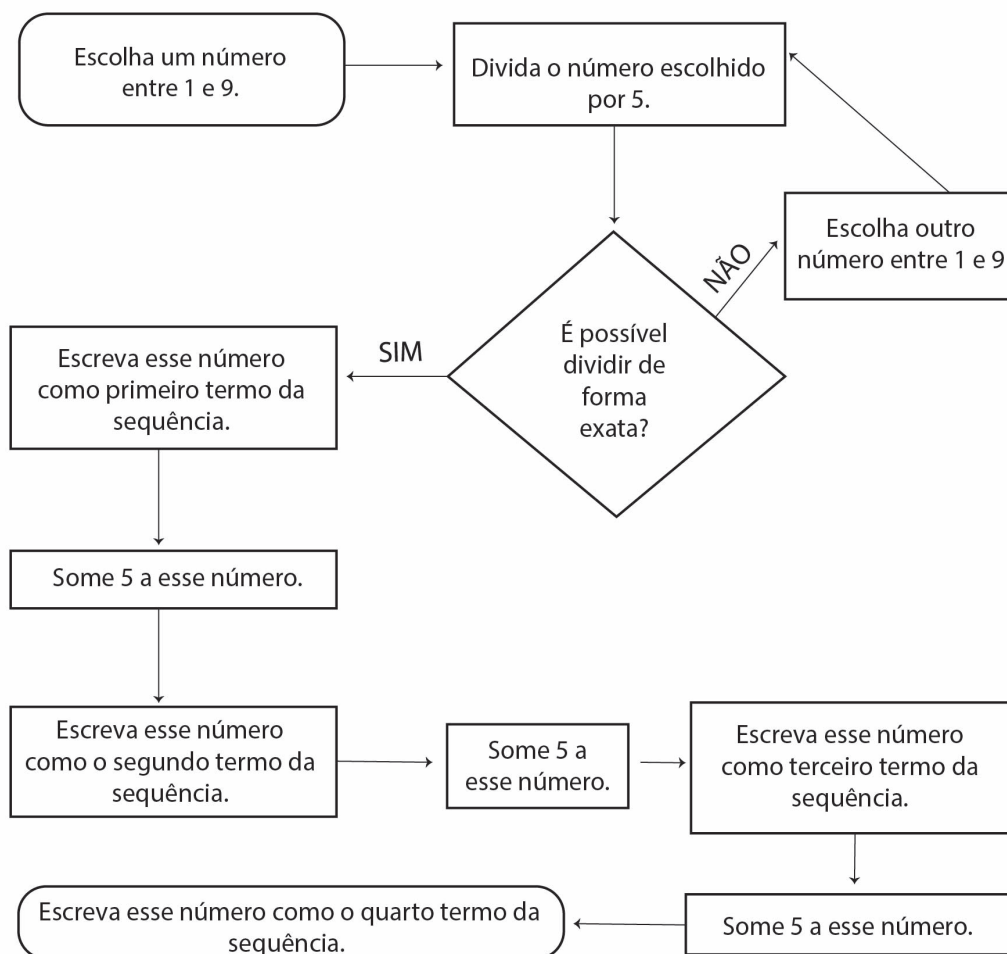 Escolha um número
entre 1 e 9.
Divida o número escolhido
por 5.
Escolha outro
número entre 1 e 9
NÃO
É possível
dividir de
forma
exata?
SIM
Escreva esse número
como primeiro termo da
sequência.
Some 5 a esse número.
Escreva esse número
como o segundo termo da
sequência.
Some 5 a
esse número.
Escreva esse número
como terceiro termo da
sequência.
Some 5 a esse número.
Escreva esse número como o quarto termo da
sequência.